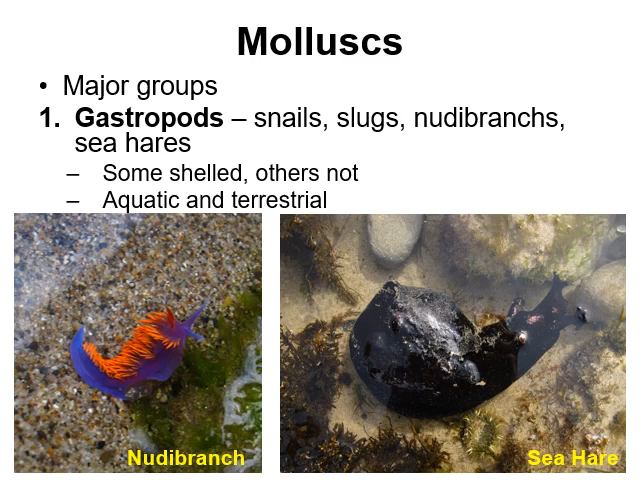 Molluscs
• Major groups
1. Gastropods – snails, slugs, nudibranchs,
sea hares
– Some shelled, others not
– Aquatic and terrestrial
Nudibranch
Sea Hare